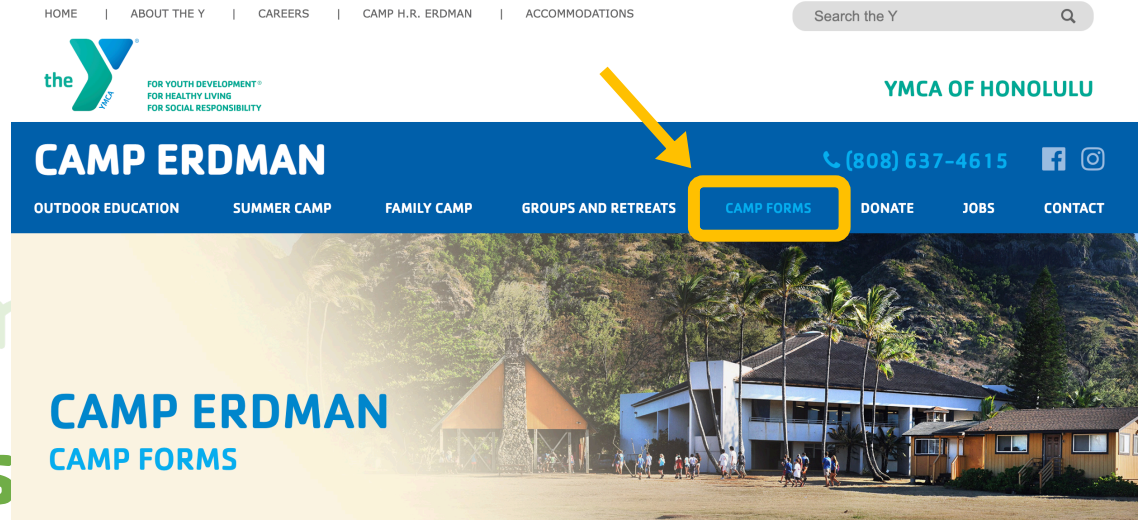 HOME | ABOUT THE Y | CAREERS | CAMP H.R. ERDMAN | ACCOMMODATIONS
Search the Y
the
YMCA
FOR YOUTH DEVELOPMENT®
FOR HEALTHY LIVING
FOR SOCIAL RESPONSIBILITY
YMCA OF HONOLULU
CAMP ERDMAN
(808) 637-4615
OUTDOOR EDUCATION SUMMER CAMP FAMILY CAMP GROUPS AND RETREATS CAMP FORMS DONATE JOBS CONTACT
CAMP ERDMAN
CAMP FORMS